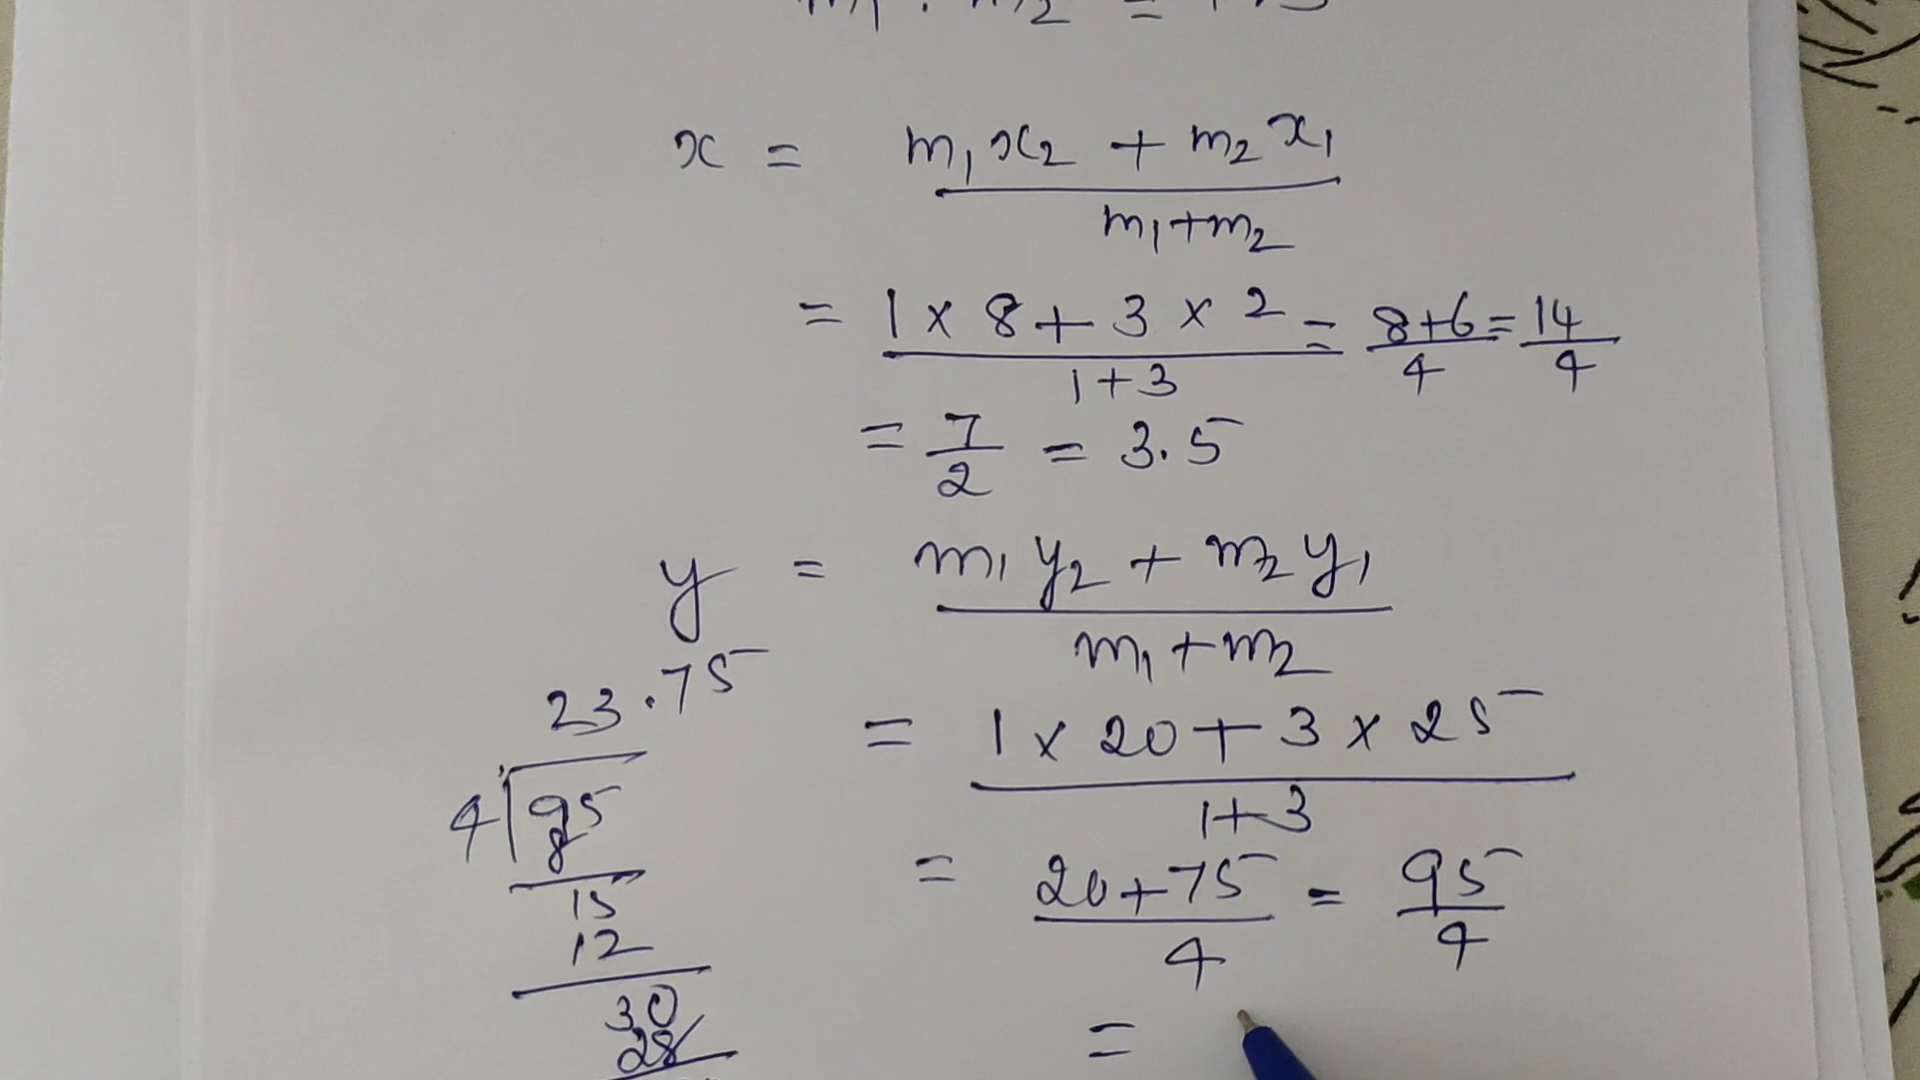 x = m₁x₂ + m₂x₁
m₁+m₂
= 1 x 8 + 3 x 2 = 8+6 = 14
1+3 4 4
= 7 = 3.5
2
y = m₁y₂ + m₂y₁
m₁+m₂
= 1 x 20 + 3 x 25
1+3
= 20+75 = 95
4 4
=
23.75
4 95
8
15
12
30
28